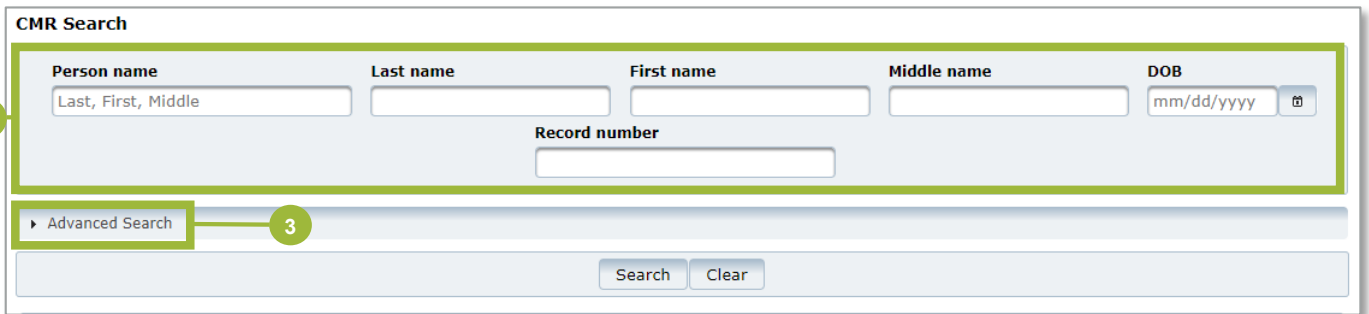 CMR Search
Person name Last name First name Middle name DOB
Last, First, Middle mm/dd/yyyy
Record number
Advanced Search 3
Search Clear